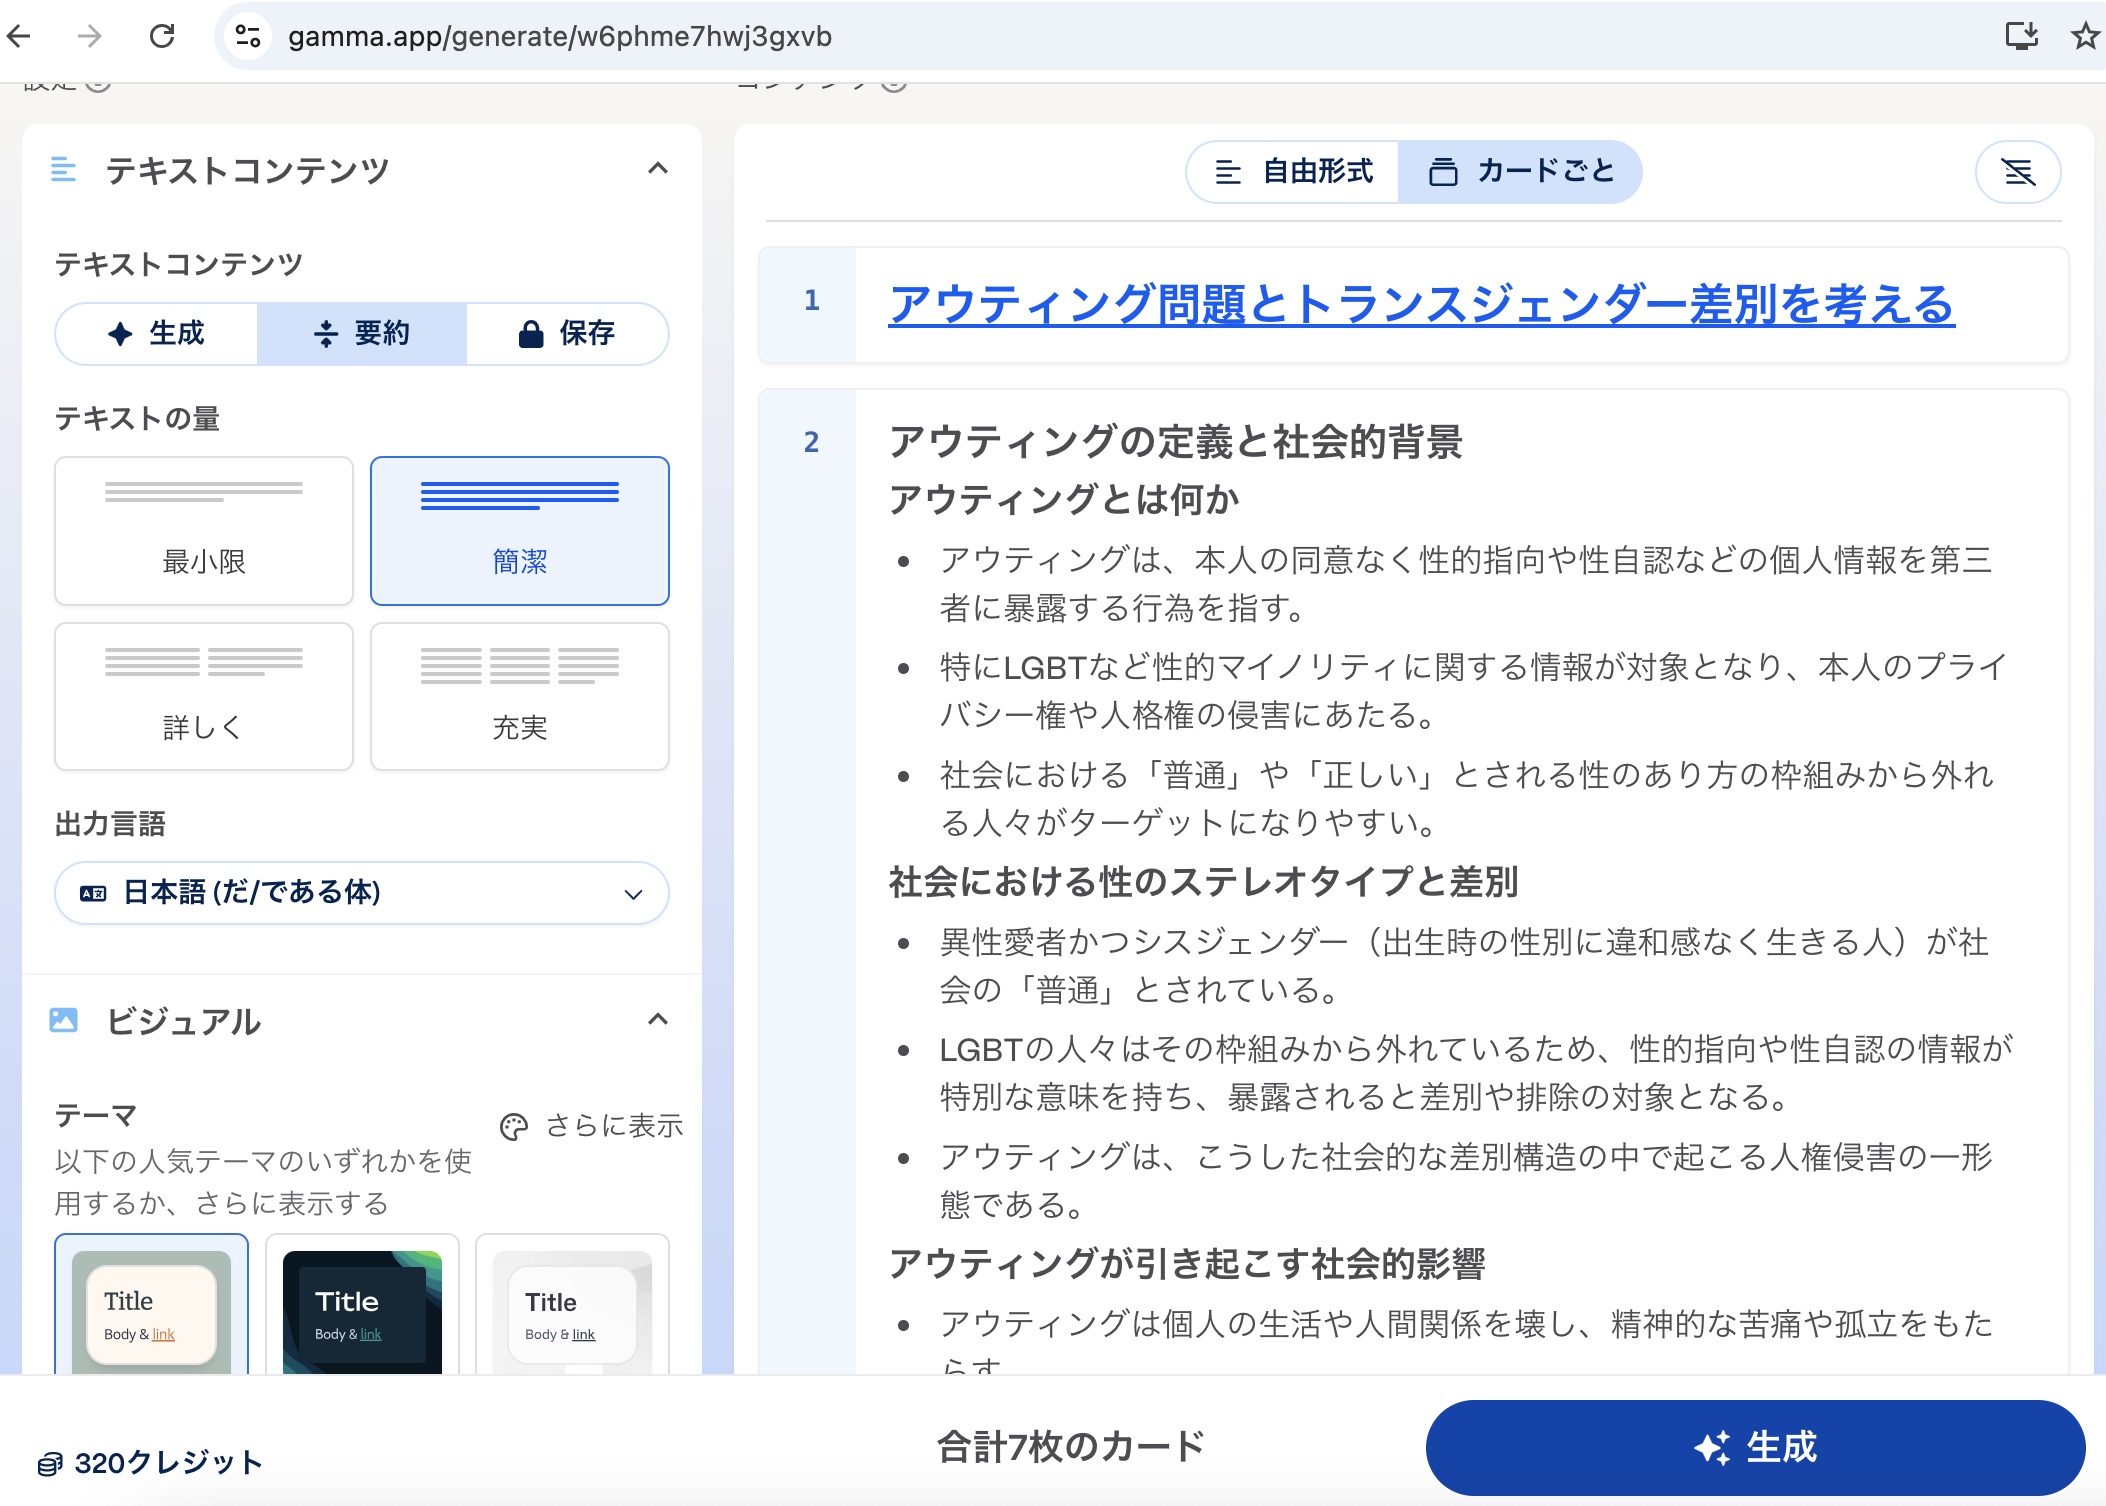 gamma.app/generate/w6phme7hwj3gxvb
設定
コンテンツ
テキストコンテンツ
テキストコンテンツ
生成
要約
保存
テキストの量
最小限
簡潔
詳しく
充実
出力言語
日本語 (だ/である体)
ビジュアル
テーマ
さらに表示
以下の人気テーマのいずれかを使
用するか、さらに表示する
Title
Body & link
Title
Body & link
Title
Body & link
自由形式
カードごと
1
アウティング問題とトランスジェンダー差別を考える
2
アウティングの定義と社会的背景
アウティングとは何か
• アウティングは、本人の同意なく性的指向や性自認などの個人情報を第三
者に暴露する行為を指す。
• 特にLGBTなど性的マイノリティに関する情報が対象となり、本人のプライ
バシー権や人格権の侵害にあたる。
• 社会における「普通」や「正しい」とされる性のあり方の枠組みから外れ
る人々がターゲットになりやすい。
社会における性のステレオタイプと差別
• 異性愛者かつシスジェンダー（出生時の性別に違和感なく生きる人）が社
会の「普通」とされている。
• LGBTの人々はその枠組みから外れているため、性的指向や性自認の情報が
特別な意味を持ち、暴露されると差別や排除の対象となる。
• アウティングは、こうした社会的な差別構造の中で起こる人権侵害の一形
態である。
アウティングが引き起こす社会的影響
• アウティングは個人の生活や人間関係を壊し、精神的な苦痛や孤立をもた
らす
320クレジット
合計7枚のカード
生成